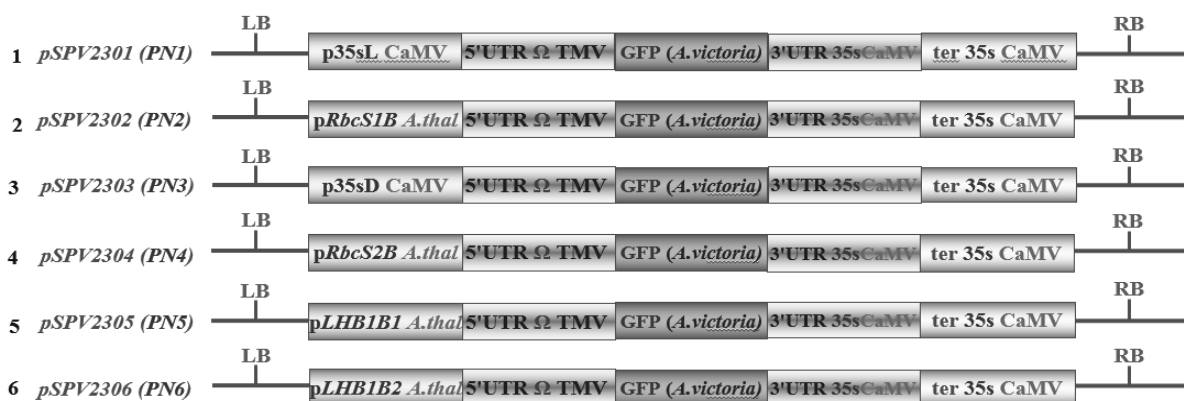 LB RB
1 pSPV2301 (PN1) p35sL CaMV 5'UTR Ω TMV GFP (A.victoria) 3'UTR 35sCaMV ter 35s CaMV
LB RB
2 pSPV2302 (PN2) pRbcS1B A.thal 5'UTR Ω TMV GFP (A.victoria) 3'UTR 35sCaMV ter 35s CaMV
LB RB
3 pSPV2303 (PN3) p35sD CaMV 5'UTR Ω TMV GFP (A.victoria) 3'UTR 35sCaMV ter 35s CaMV
LB RB
4 pSPV2304 (PN4) pRbcS2B A.thal 5'UTR Ω TMV GFP (A.victoria) 3'UTR 35sCaMV ter 35s CaMV
LB RB
5 pSPV2305 (PN5) pLHB1B1 A.thal 5'UTR Ω TMV GFP (A.victoria) 3'UTR 35sCaMV ter 35s CaMV
LB RB
6 pSPV2306 (PN6) pLHB1B2 A.thal 5'UTR Ω TMV GFP (A.victoria) 3'UTR 35sCaMV ter 35s CaMV